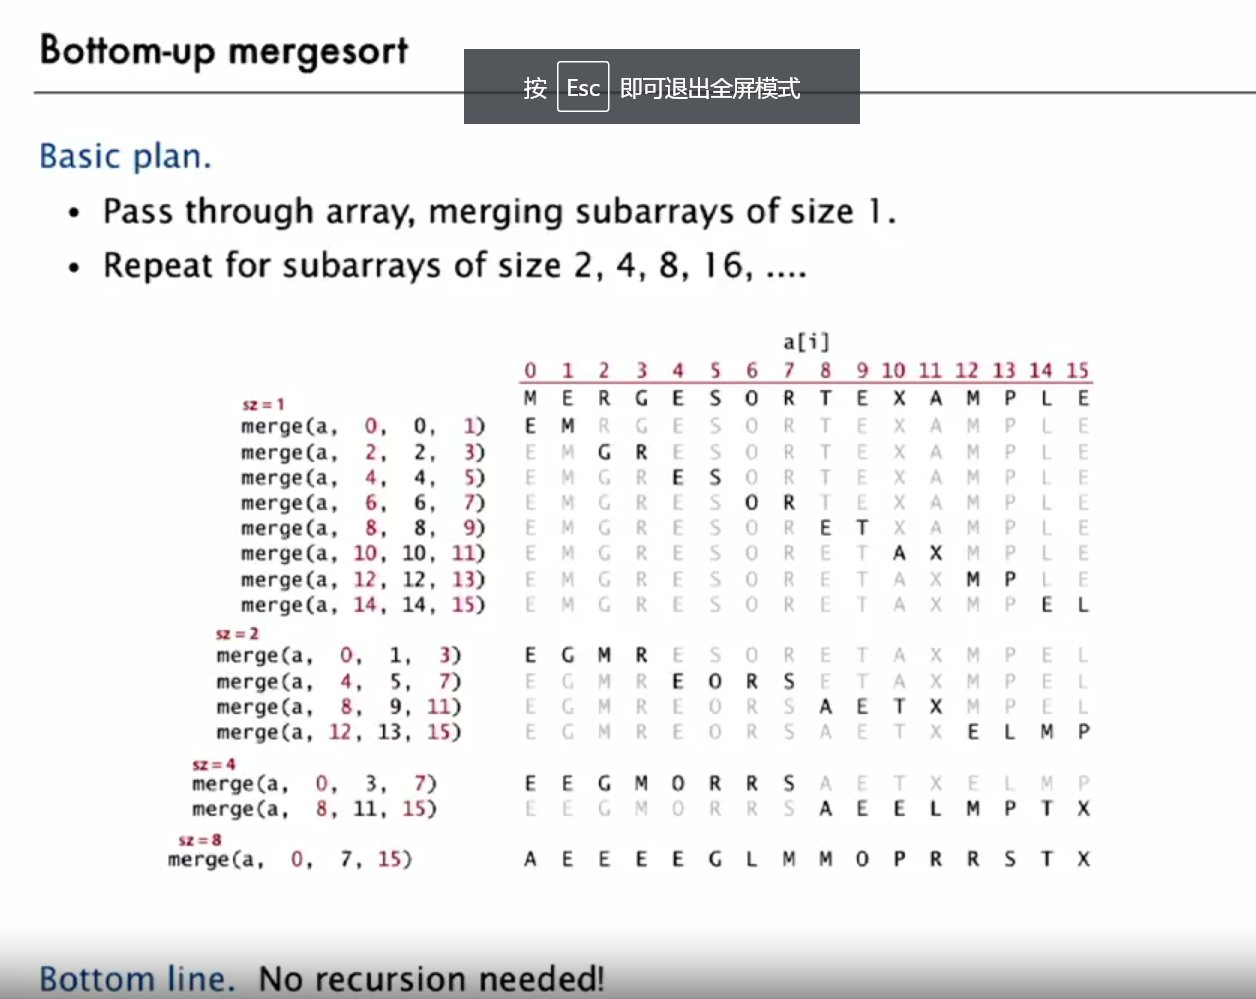 Bottom-up mergesort
按 Esc 即可退出全屏模式
Basic plan.
• Pass through array, merging subarrays of size 1.
• Repeat for subarrays of size 2, 4, 8, 16, ....
a[i]
0 1 2 3 4 5 6 7 8 9 10 11 12 13 14 15
M E R G E S O R T E X A M P L E
sz = 1
merge(a, 0, 0, 1) E M R G E S O R T E X A M P L E
merge(a, 2, 2, 3) E M G R E S O R T E X A M P L E
merge(a, 4, 4, 5) E M G R E S O R T E X A M P L E
merge(a, 6, 6, 7) E M G R E S O R T E X A M P L E
merge(a, 8, 8, 9) E M G R E S O R E T X A M P L E
merge(a, 10, 10, 11) E M G R E S O R E T A X M P L E
merge(a, 12, 12, 13) E M G R E S O R E T A X M P L E
merge(a, 14, 14, 15) E M G R E S O R E T A X M P E L
sz = 2
merge(a, 0, 1, 3) E G M R E S O R E T A X M P E L
merge(a, 4, 5, 7) E G M R E O R S E T A X M P E L
merge(a, 8, 9, 11) E G M R E O R S A E T X M P E L
merge(a, 12, 13, 15) E G M R E O R S A E T X E L M P
sz = 4
merge(a, 0, 3, 7) E E G M O R R S A E T X E L M P
merge(a, 8, 11, 15) E E G M O R R S A E E L M P T X
sz = 8
merge(a, 0, 7, 15) A E E E E G L M M O P R R S T X
Bottom line. No recursion needed!